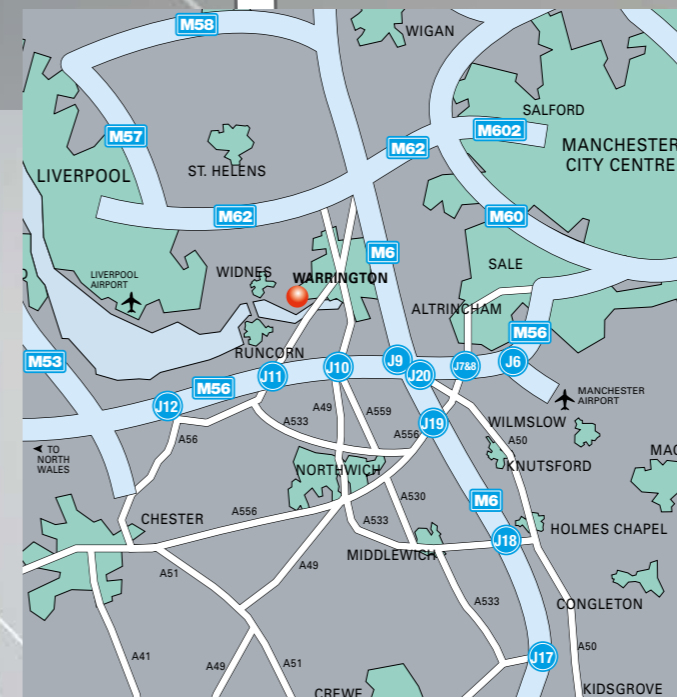 M58
WIGAN
SALFORD
M57
M602
M62
MANCHESTER
CITY CENTRE
LIVERPOOL
ST. HELENS
M62
M60
M6
SALE
LIVERPOOL
AIRPORT
WIDNES
WARRINGTON
ALTRINCHAM
M56
RUNCORN
M53
J9
J6
J10
J7&8
J11
J20
M56
MANCHESTER
AIRPORT
J12
A49
A559
J19
A533
WILMSLOW
A56
A556
A50
TO
NORTH
WALES
KNUTSFORD
NORTHWICH
A530
M6
A556
CHESTER
A533
HOLMES CHAPEL
J18
MIDDLEWICH
A51
A49
A533
CONGLETON
A50
J17
A41
A49
A51
CREWE
KIDSGROVE